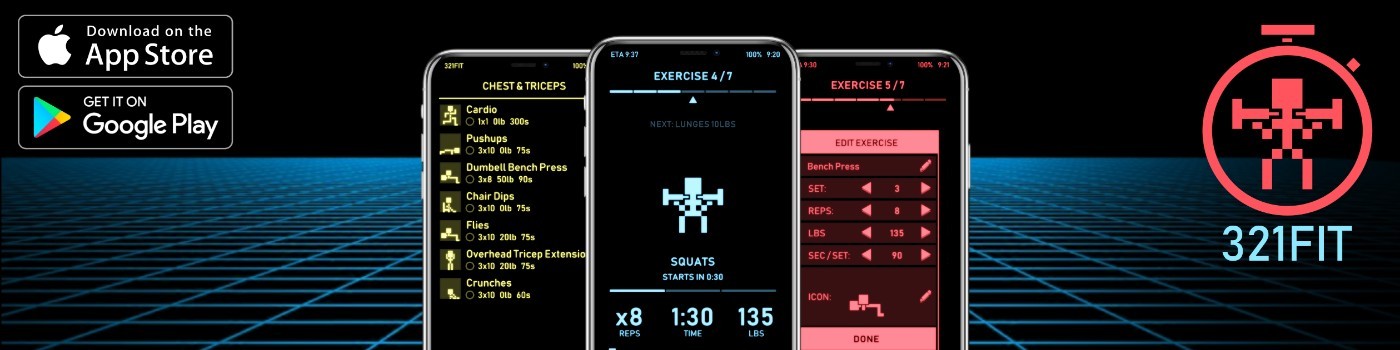 Download on the
App Store
GET IT ON
Google Play
321FIT
100%
CHEST & TRICEPS
Cardio
1x1 0lb 300s
Pushups
3x10 0lb 75s
Dumbell Bench Press
3x8 50lb 90s
Chair Dips
3x10 0lb 75s
Flies
3x10 20lb 75s
Overhead Tricep Extensio
3x10 20lb 75s
Crunches
3x10 0lb 60s
ETA 9:37 100% 9:20
EXERCISE 4/7
NEXT: LUNGES 10LBS
SQUATS
STARTS IN 0:30
x8 1:30 135
REPS TIME LBS
9:30 100% 9:21
EXERCISE 5/7
EDIT EXERCISE
Bench Press
SET: 3
REPS: 8
LBS 135
SEC/SET: 90
ICON:
DONE
321FIT